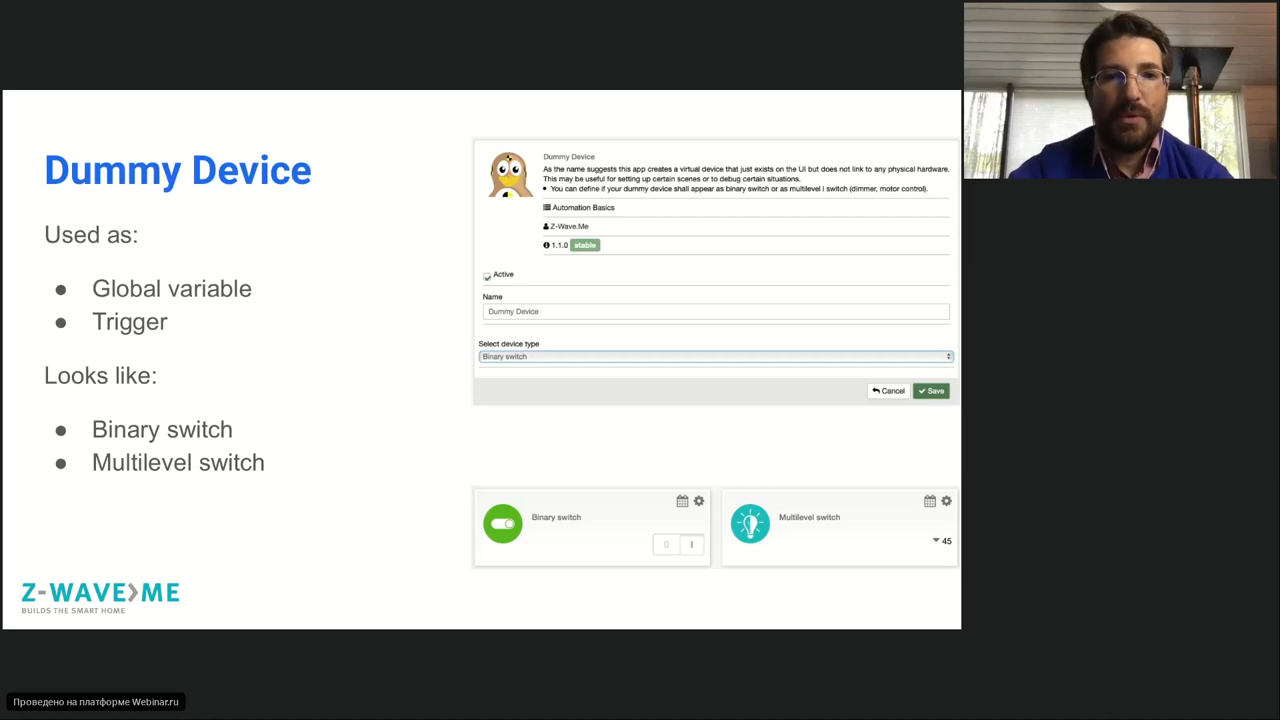 Dummy Device
Used as:
● Global variable
● Trigger
Looks like:
● Binary switch
● Multilevel switch
Z-WAVE>ME
BUILDS THE SMART HOME
Dummy Device
As the name suggests this app creates a virtual device that just exists on the UI but does not link to any physical hardware.
This may be useful for setting up certain scenes or to debug certain situations.
● You can define if your dummy device shall appear as binary switch or as multilevel l switch (dimmer, motor control).
Automation Basics
Z-Wave.Me
1.1.0 stable
Active
Name
Dummy Device
Select device type
Binary switch
Cancel Save
Binary switch
0 I
Multilevel switch
45
Проведено на платформе Webinar.ru